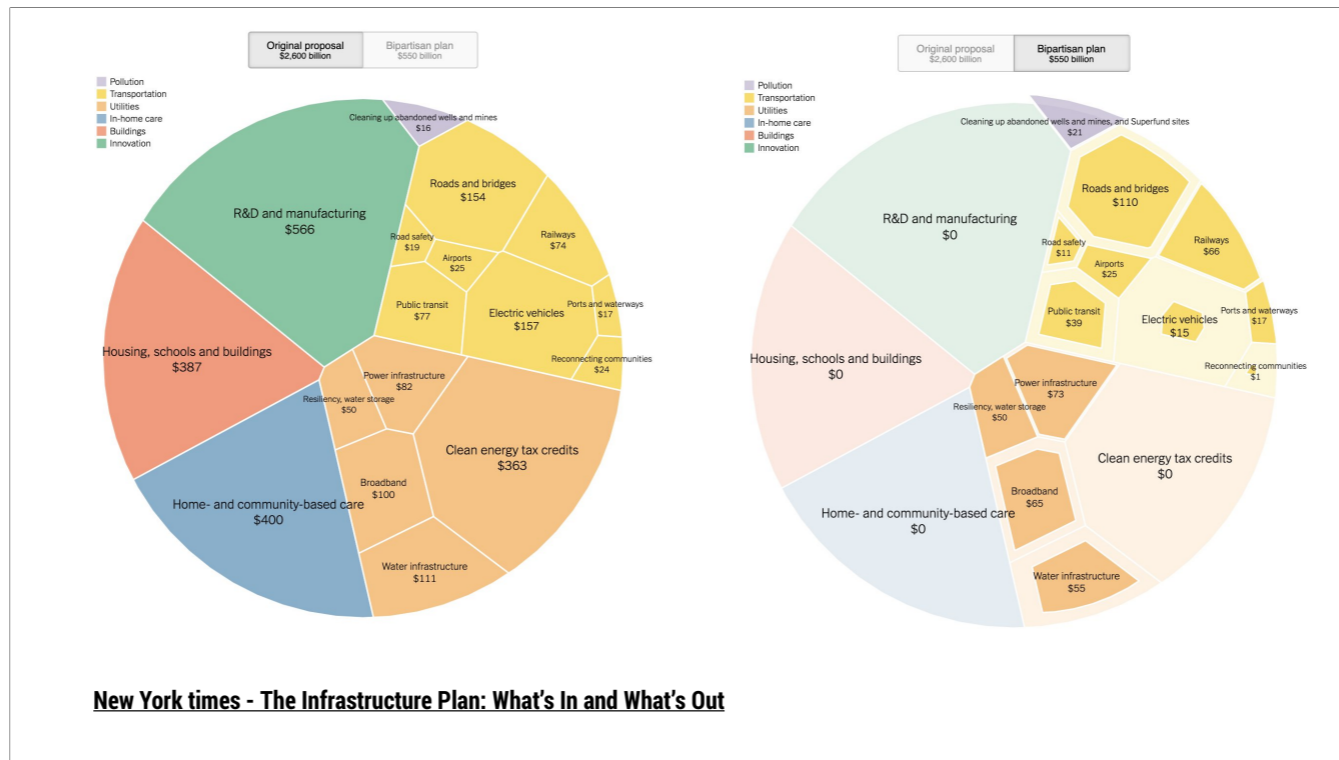 Original proposal
$2,600 billion
Bipartisan plan
$550 billion
Pollution
Transportation
Utilities
In-home care
Buildings
Innovation
Cleaning up abandoned wells and mines
$16
Roads and bridges
$154
R&D and manufacturing
$566
Railways
$74
Road safety
$19
Airports
$25
Public transit
$77
Electric vehicles
$157
Ports and waterways
$17
Housing, schools and buildings
$387
Reconnecting communities
$24
Power infrastructure
$82
Resiliency, water storage
$50
Clean energy tax credits
$363
Broadband
$100
Home- and community-based care
$400
Water infrastructure
$111
Original proposal
$2,600 billion
Bipartisan plan
$550 billion
Pollution
Transportation
Utilities
In-home care
Buildings
Innovation
Cleaning up abandoned wells and mines, and Superfund sites
$21
Roads and bridges
$110
R&D and manufacturing
$0
Railways
$66
Road safety
$11
Airports
$25
Public transit
$39
Electric vehicles
$15
Ports and waterways
$17
Housing, schools and buildings
$0
Reconnecting communities
$1
Power infrastructure
$73
Resiliency, water storage
$50
Clean energy tax credits
$0
Broadband
$65
Home- and community-based care
$0
Water infrastructure
$55
New York times - The Infrastructure Plan: What's In and What's Out